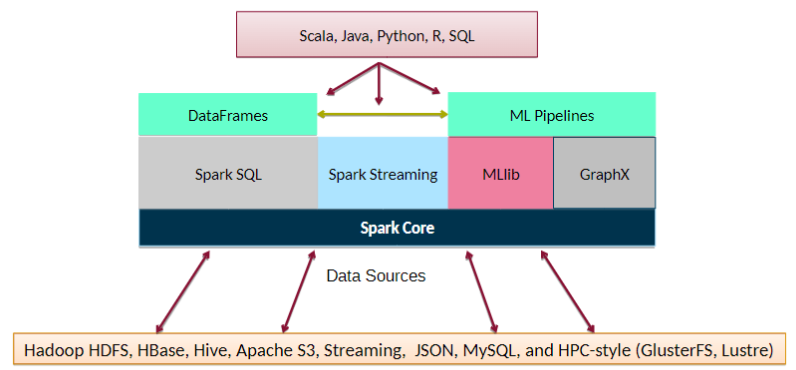 Scala, Java, Python, R, SQL
DataFrames
ML Pipelines
Spark SQL
Spark Streaming
MLlib
GraphX
Spark Core
Data Sources
Hadoop HDFS, HBase, Hive, Apache S3, Streaming, JSON, MySQL, and HPC-style (GlusterFS, Lustre)